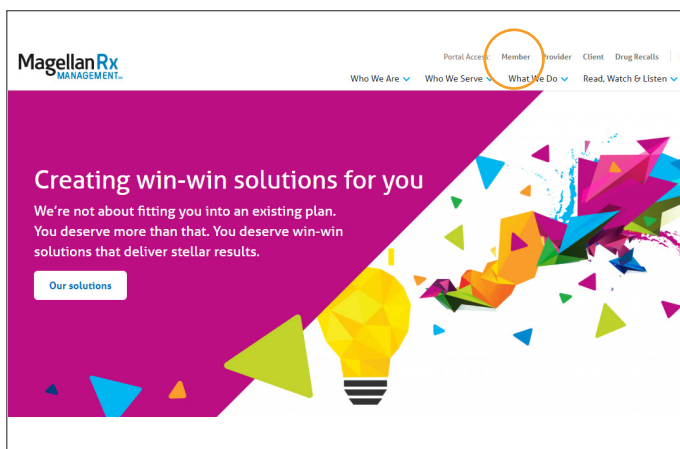 MagellanRx
MANAGEMENT
Portal Access: Member Provider Client Drug Recalls
Who We Are Who We Serve What We Do Read, Watch & Listen
Creating win-win solutions for you
We're not about fitting you into an existing plan.
You deserve more than that. You deserve win-win
solutions that deliver stellar results.
Our solutions